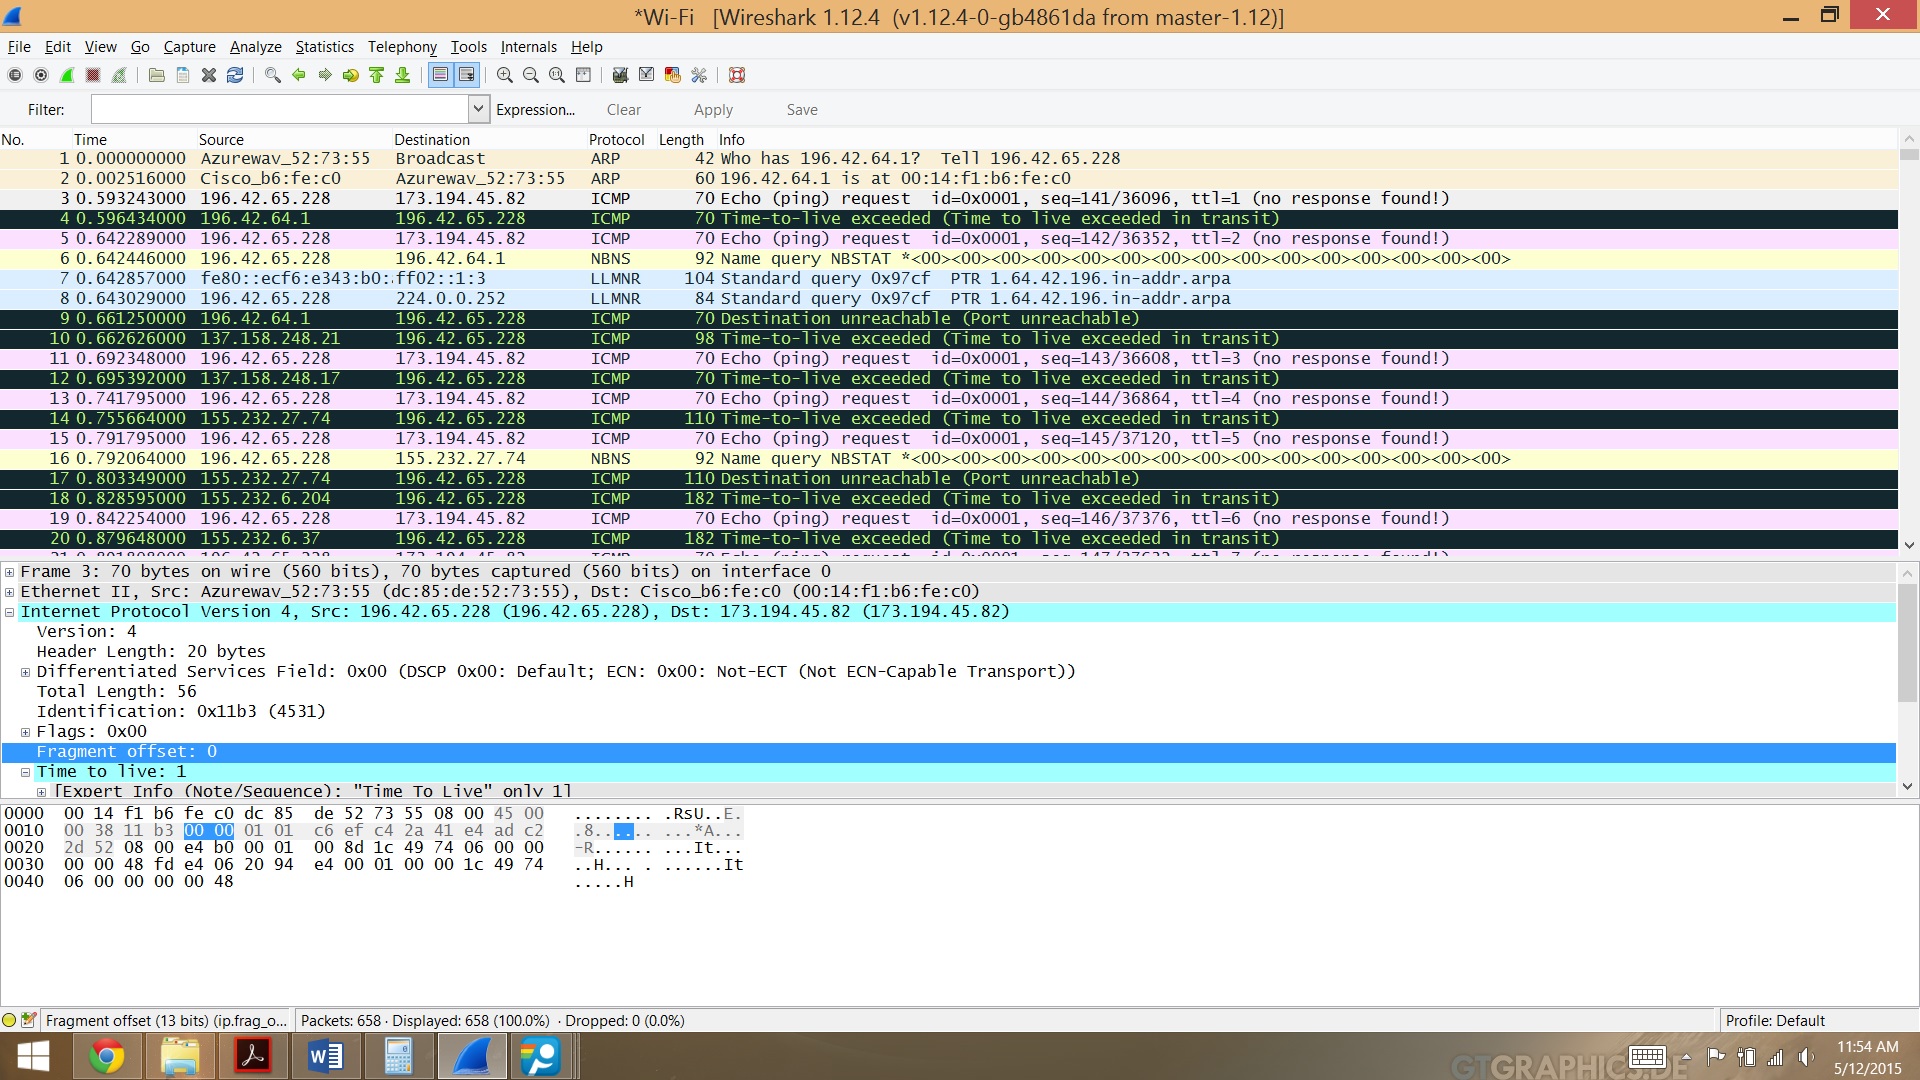 *Wi-Fi [Wireshark 1.12.4 (v1.12.4-0-gb4861da from master-1.12)]
File Edit View Go Capture Analyze Statistics Telephony Tools Internals Help
Filter: Expression... Clear Apply Save
No. Time Source Destination Protocol Length Info
1 0.000000000 Azurewav_52:73:55 Broadcast ARP 42 Who has 196.42.64.1? Tell 196.42.65.228
2 0.002516000 Cisco_b6:fe:c0 Azurewav_52:73:55 ARP 60 196.42.64.1 is at 00:14:f1:b6:fe:c0
3 0.593243000 196.42.65.228 173.194.45.82 ICMP 70 Echo (ping) request id=0x0001, seq=141/36096, ttl=1 (no response found!)
4 0.596434000 196.42.64.1 196.42.65.228 ICMP 70 Time-to-live exceeded (Time to live exceeded in transit)
5 0.642289000 196.42.65.228 173.194.45.82 ICMP 70 Echo (ping) request id=0x0001, seq=142/36352, ttl=2 (no response found!)
6 0.642446000 196.42.65.228 196.42.64.1 NBNS 92 Name query NBSTAT *<00><00><00><00><00><00><00><00><00><00><00><00><00><00><00>
7 0.642857000 fe80::ecf6:e343:b0: ff02::1:3 LLMNR 104 Standard query 0x97cf PTR 1.64.42.196.in-addr.arpa
8 0.643029000 196.42.65.228 224.0.0.252 LLMNR 84 Standard query 0x97cf PTR 1.64.42.196.in-addr.arpa
9 0.661250000 196.42.64.1 196.42.65.228 ICMP 70 Destination unreachable (Port unreachable)
10 0.662626000 137.158.248.21 196.42.65.228 ICMP 98 Time-to-live exceeded (Time to live exceeded in transit)
11 0.692348000 196.42.65.228 173.194.45.82 ICMP 70 Echo (ping) request id=0x0001, seq=143/36608, ttl=3 (no response found!)
12 0.695392000 137.158.248.17 196.42.65.228 ICMP 70 Time-to-live exceeded (Time to live exceeded in transit)
13 0.741795000 196.42.65.228 173.194.45.82 ICMP 70 Echo (ping) request id=0x0001, seq=144/36864, ttl=4 (no response found!)
14 0.755664000 155.232.27.74 196.42.65.228 ICMP 110 Time-to-live exceeded (Time to live exceeded in transit)
15 0.791795000 196.42.65.228 173.194.45.82 ICMP 70 Echo (ping) request id=0x0001, seq=145/37120, ttl=5 (no response found!)
16 0.792064000 196.42.65.228 155.232.27.74 NBNS 92 Name query NBSTAT *<00><00><00><00><00><00><00><00><00><00><00><00><00><00><00>
17 0.803349000 155.232.27.74 196.42.65.228 ICMP 110 Destination unreachable (Port unreachable)
18 0.828595000 155.232.6.204 196.42.65.228 ICMP 182 Time-to-live exceeded (Time to live exceeded in transit)
19 0.842254000 196.42.65.228 173.194.45.82 ICMP 70 Echo (ping) request id=0x0001, seq=146/37376, ttl=6 (no response found!)
20 0.879648000 155.232.6.37 196.42.65.228 ICMP 182 Time-to-live exceeded (Time to live exceeded in transit)
Frame 3: 70 bytes on wire (560 bits), 70 bytes captured (560 bits) on interface 0
Ethernet II, Src: Azurewav_52:73:55 (dc:85:de:52:73:55), Dst: Cisco_b6:fe:c0 (00:14:f1:b6:fe:c0)
Internet Protocol Version 4, Src: 196.42.65.228 (196.42.65.228), Dst: 173.194.45.82 (173.194.45.82)
Version: 4
Header Length: 20 bytes
Differentiated Services Field: 0x00 (DSCP 0x00: Default; ECN: 0x00: Not-ECT (Not ECN-Capable Transport))
Total Length: 56
Identification: 0x11b3 (4531)
Flags: 0x00
Fragment offset: 0
Time to live: 1
[Expert Info (Note/Sequence): "Time To Live" only 1]
0000 00 14 f1 b6 fe c0 dc 85 de 52 73 55 08 00 45 00 ........ .RsU..E.
0010 00 38 11 b3 00 00 01 01 c6 ef c4 2a 41 e4 ad c2 .8...... ...*A...
0020 2d 52 08 00 e4 b0 00 01 00 8d 1c 49 74 06 00 00 -R...... ...It...
0030 00 00 48 fd e4 06 20 94 e4 00 01 00 00 1c 49 74 ..H... . ......It
0040 06 00 00 00 00 48 .....H
Fragment offset (13 bits) (ip.frag_o... Packets: 658 · Displayed: 658 (100.0%) · Dropped: 0 (0.0%) Profile: Default
GTGRAPHICS.DE
11:54 AM
5/12/2015